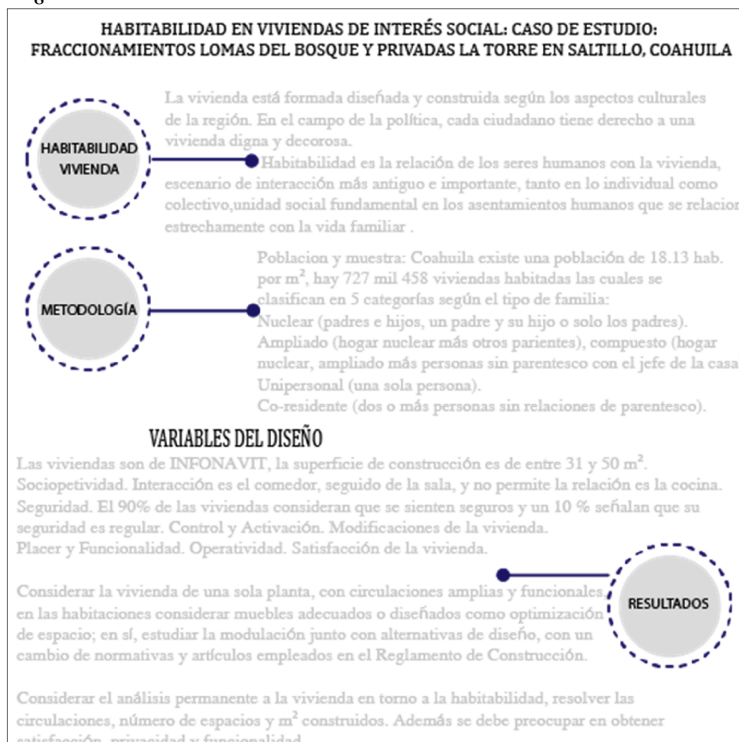 HABITABILIDAD EN VIVIENDAS DE INTERÉS SOCIAL: CASO DE ESTUDIO:
FRACCIONAMIENTOS LOMAS DEL BOSQUE Y PRIVADAS LA TORRE EN SALTILLO, COAHUILA
HABITABILIDAD
VIVIENDA
La vivienda está formada diseñada y construida según los aspectos culturales
de la región. En el campo de la política, cada ciudadano tiene derecho a una
vivienda digna y decorosa.
Habitabilidad es la relación de los seres humanos con la vivienda,
escenario de interacción más antiguo e importante, tanto en lo individual como
colectivo,unidad social fundamental en los asentamientos humanos que se relacion
estrechamente con la vida familiar .
METODOLOGÍA
Poblacion y muestra: Coahuila existe una población de 18.13 hab.
por m², hay 727 mil 458 viviendas habitadas las cuales se
clasifican en 5 categorías según el tipo de familia:
Nuclear (padres e hijos, un padre y su hijo o solo los padres).
Ampliado (hogar nuclear más otros parientes), compuesto (hogar
nuclear, ampliado más personas sin parentesco con el jefe de la casa
Unipersonal (una sola persona).
Co-residente (dos o más personas sin relaciones de parentesco).
VARIABLES DEL DISEÑO
Las viviendas son de INFONAVIT, la superficie de construcción es de entre 31 y 50 m².
Sociopetividad. Interacción es el comedor, seguido de la sala, y no permite la relación es la cocina.
Seguridad. El 90% de las viviendas consideran que se sienten seguros y un 10 % señalan que su
seguridad es regular. Control y Activación. Modificaciones de la vivienda.
Placer y Funcionalidad. Operatividad. Satisfacción de la vivienda.
RESULTADOS
Considerar la vivienda de una sola planta, con circulaciones amplias y funcionales,
en las habitaciones considerar muebles adecuados o diseñados como optimización
de espacio; en sí, estudiar la modulación junto con alternativas de diseño, con un
cambio de normativas y artículos empleados en el Reglamento de Construcción.
Considerar el análisis permanente a la vivienda en torno a la habitabilidad, resolver las
circulaciones, número de espacios y m² construidos. Además se debe preocupar en obtener
satisfacción, privacidad y funcionalidad